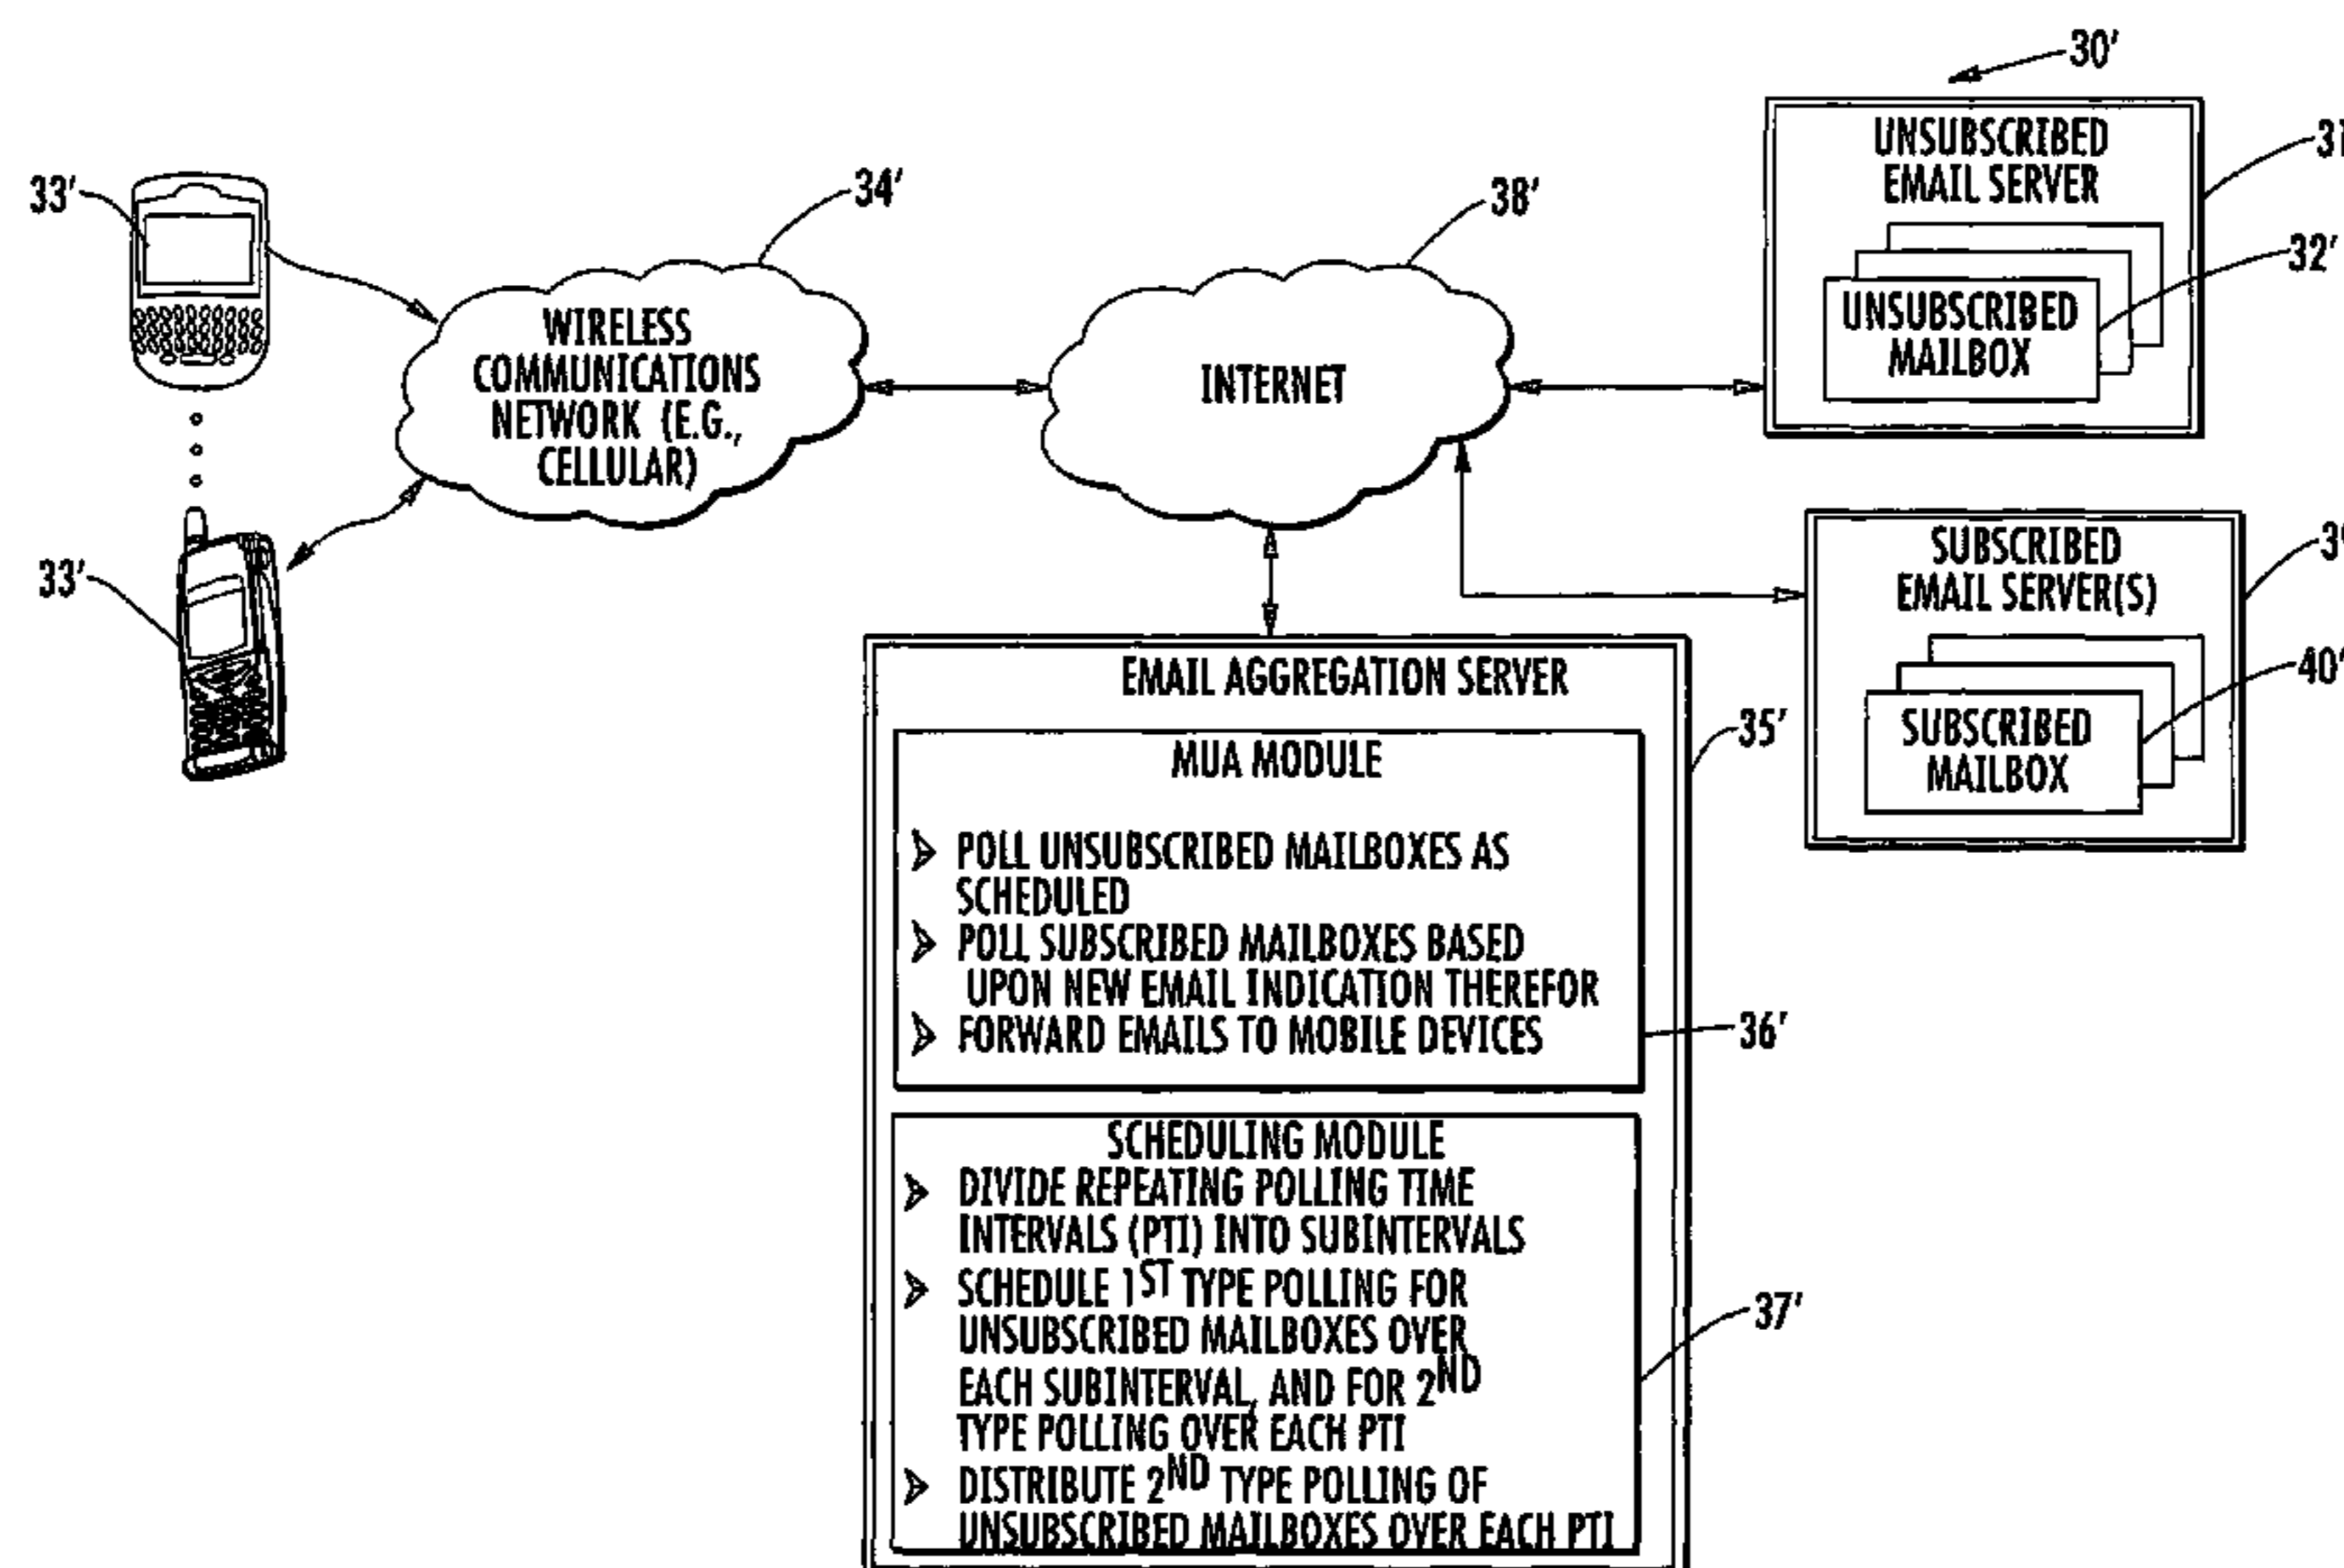 30'
UNSUBSCRIBED
EMAIL SERVER
31
32'
UNSUBSCRIBED
MAILBOX
33'
34'
38'
WIRELESS
COMMUNICATIONS
NETWORK (E.G.,
CELLULAR)
INTERNET
33'
SUBSCRIBED
EMAIL SERVER(S)
39
40'
SUBSCRIBED
MAILBOX
EMAIL AGGREGATION SERVER
35'
MUA MODULE
POLL UNSUBSCRIBED MAILBOXES AS
SCHEDULED
POLL SUBSCRIBED MAILBOXES BASED
UPON NEW EMAIL INDICATION THEREFOR
FORWARD EMAILS TO MOBILE DEVICES
36'
SCHEDULING MODULE
DIVIDE REPEATING POLLING TIME
INTERVALS (PTI) INTO SUBINTERVALS
SCHEDULE 1ST TYPE POLLING FOR
UNSUBSCRIBED MAILBOXES OVER
EACH SUBINTERVAL, AND FOR 2ND
TYPE POLLING OVER EACH PTI
DISTRIBUTE 2ND TYPE POLLING OF
UNSUBSCRIBED MAILBOXES OVER EACH PTI
37'